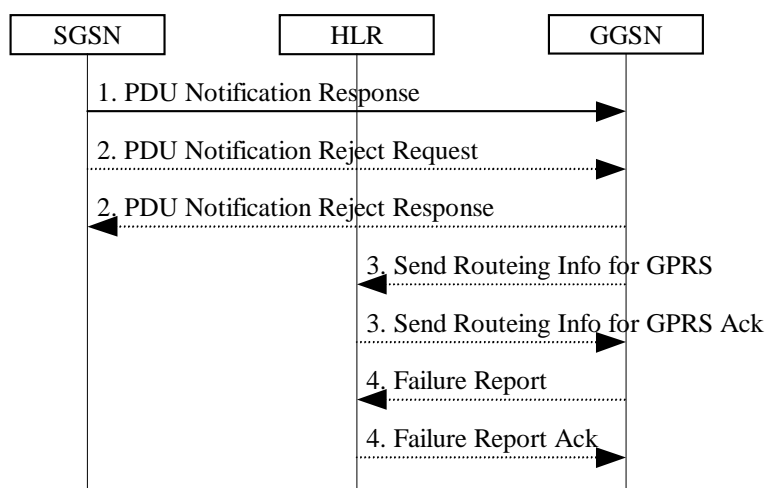 SGSN
HLR
GGSN
1. PDU Notification Response
2. PDU Notification Reject Request
2. PDU Notification Reject Response
3. Send Routeing Info for GPRS
3. Send Routeing Info for GPRS Ack
4. Failure Report
4. Failure Report Ack